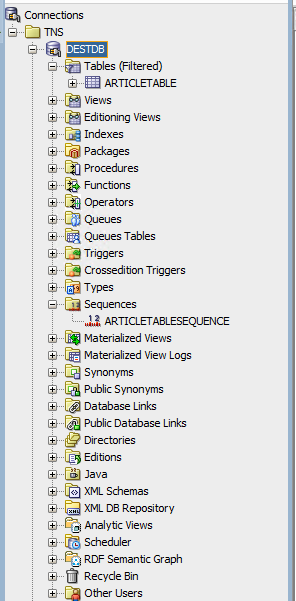 Connections
TNS
DESTDB
Tables (Filtered)
ARTICLETABLE
Views
Editioning Views
Indexes
Packages
Procedures
Functions
Operators
Queues
Queues Tables
Triggers
Crossedition Triggers
Types
Sequences
ARTICLETABLESEQUENCE
Materialized Views
Materialized View Logs
Synonyms
Public Synonyms
Database Links
Public Database Links
Directories
Editions
Java
XML Schemas
XML DB Repository
Analytic Views
Scheduler
RDF Semantic Graph
Recycle Bin
Other Users